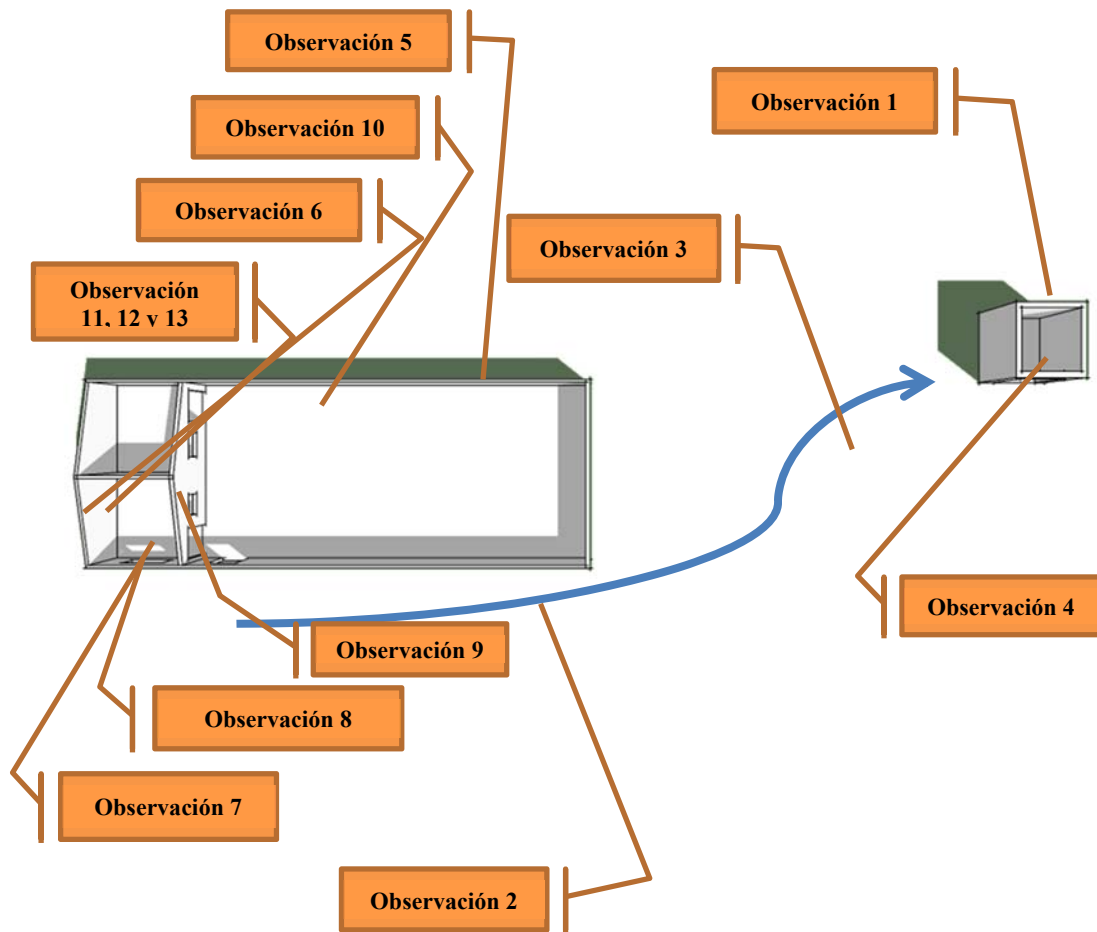 Observación 5
Observación 1
Observación 10
Observación 6
Observación 3
Observación
11, 12 y 13
Observación 4
Observación 9
Observación 8
Observación 7
Observación 2